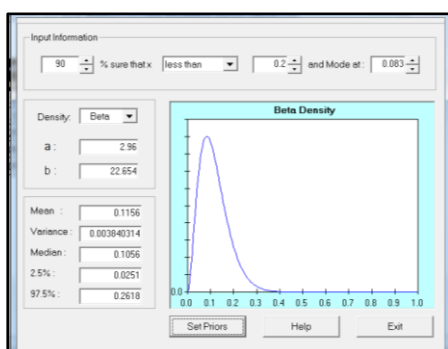 Input Information
90 % sure that x less than 0.2 and Mode at : 0.083
Density: Beta
a : 2.96
b : 22.654
Mean : 0.1156
Variance : 0.003840314
Median : 0.1056
2.5% : 0.0251
97.5% : 0.2618
Beta Density
0.0
0.0 0.1 0.2 0.3 0.4 0.5 0.6 0.7 0.8 0.9 1.0
Set Priors Help Exit